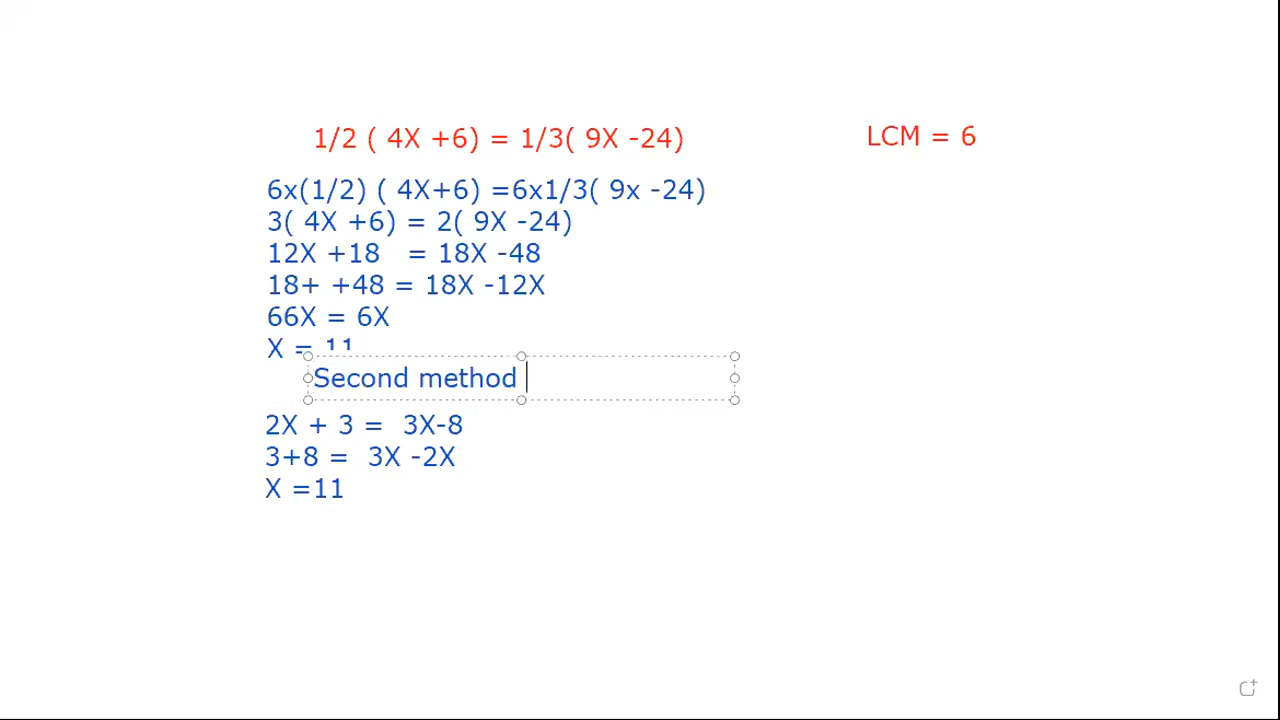 1/2 ( 4X +6) = 1/3( 9X -24)
LCM = 6
6x(1/2) ( 4X+6) =6x1/3( 9x -24)
3( 4X +6) = 2( 9X -24)
12X +18 = 18X -48
18+ +48 = 18X -12X
66X = 6X
X = 11
Second method
2X + 3 = 3X-8
3+8 = 3X -2X
X =11